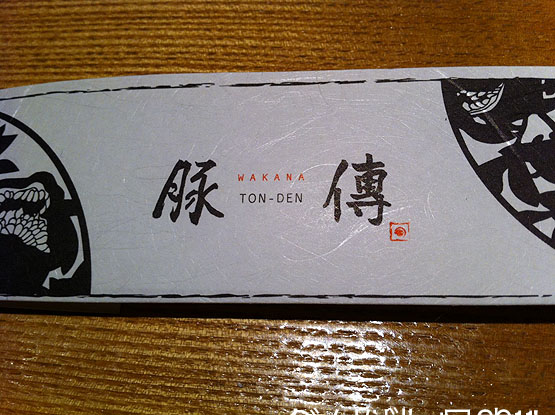 豚
WAKANA
TON-DEN
傳